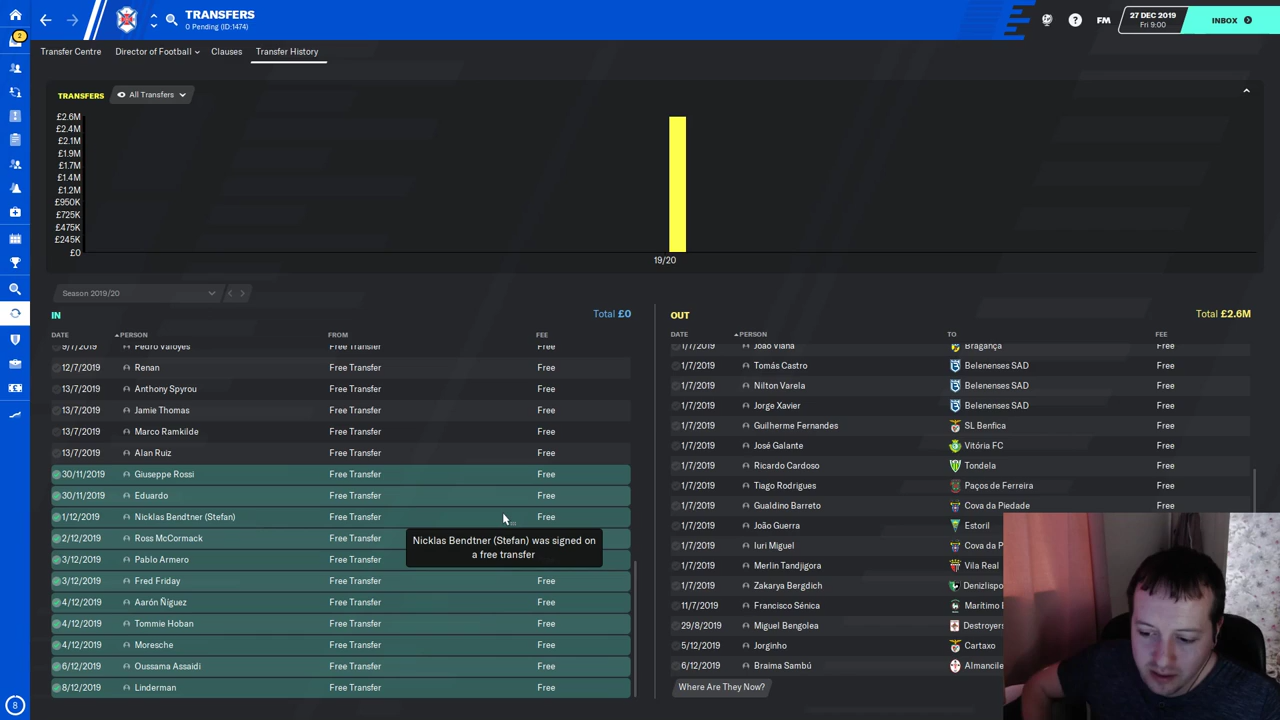 TRANSFERS
0 Pending (ID:1474)
FM
27 DEC 2019
Fri 9:00
INBOX
2
Transfer Centre
Director of Football
Clauses
Transfer History
TRANSFERS
All Transfers
£2.6M
£2.4M
£2.1M
£1.9M
£1.7M
£1.4M
£1.2M
£950K
£725K
£475K
£245K
£0
19/20
Season 2019/20
IN
Total £0
DATE PERSON FROM FEE
9/7/2019 Pedro Valoyes Free Transfer Free
12/7/2019 Renan Free Transfer Free
13/7/2019 Anthony Spyrou Free Transfer Free
13/7/2019 Jamie Thomas Free Transfer Free
13/7/2019 Marco Ramkilde Free Transfer Free
13/7/2019 Alan Ruiz Free Transfer Free
30/11/2019 Giuseppe Rossi Free Transfer Free
30/11/2019 Eduardo Free Transfer Free
1/12/2019 Nicklas Bendtner (Stefan) Free Transfer Free
2/12/2019 Ross McCormack Free Transfer
3/12/2019 Pablo Armero Free Transfer
3/12/2019 Fred Friday Free Transfer Free
4/12/2019 Aarón Ñíguez Free Transfer Free
4/12/2019 Tommie Hoban Free Transfer Free
4/12/2019 Moresche Free Transfer Free
6/12/2019 Oussama Assaidi Free Transfer Free
8/12/2019 Linderman Free Transfer Free
Nicklas Bendtner (Stefan) was signed on
a free transfer
OUT
Total £2.6M
DATE PERSON TO FEE
1/7/2019 João Viana Bragança Free
1/7/2019 Tomás Castro Belenenses SAD Free
1/7/2019 Nilton Varela Belenenses SAD Free
1/7/2019 Jorge Xavier Belenenses SAD Free
1/7/2019 Guilherme Fernandes SL Benfica Free
1/7/2019 José Galante Vitória FC Free
1/7/2019 Ricardo Cardoso Tondela Free
1/7/2019 Tiago Rodrigues Paços de Ferreira Free
1/7/2019 Gualdino Barreto Cova da Piedade Free
1/7/2019 João Guerra Estoril
1/7/2019 Iuri Miguel Cova da P
1/7/2019 Merlin Tandjigora Vila Real
1/7/2019 Zakarya Bergdich Denizlispo
11/7/2019 Francisco Sénica Marítimo
29/8/2019 Miguel Bengolea Destroyers
5/12/2019 Jorginho Cartaxo
6/12/2019 Braima Sambú Almancile
Where Are They Now?
8